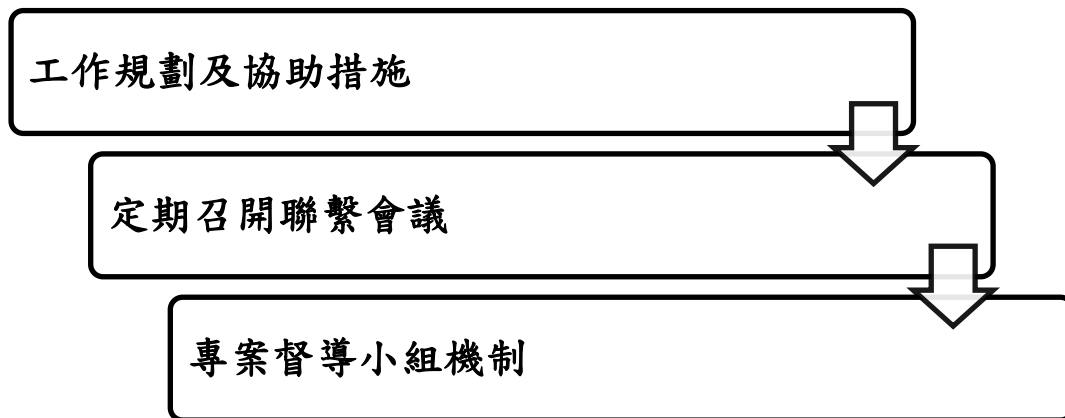 工作規劃及協助措施
定期召開聯繫會議
專案督導小組機制